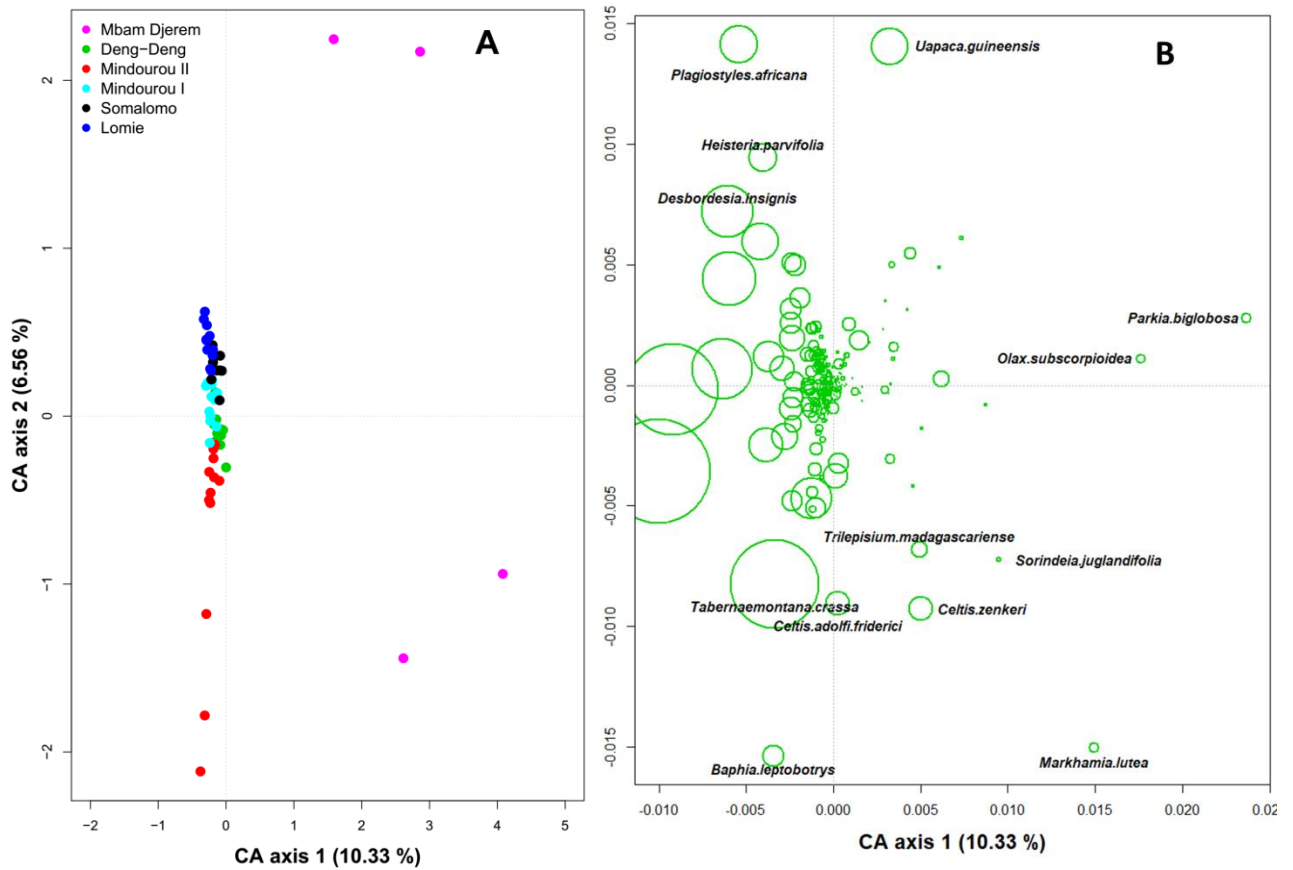 A
Mbam Djerem
Deng−Deng
Mindourou II
Mindourou I
Somalomo
Lomie
2
1
0
−1
−2
CA axis 2 (6.56 %)
−2 −1 0 1 2 3 4 5
CA axis 1 (10.33 %)
B
0.015
0.010
0.005
0.000
-0.005
-0.010
-0.015
Uapaca.guineensis
Plagiostyles.africana
Heisteria.parvifolia
Desbordesia.insignis
Parkia.biglobosa
Olax.subscorpioidea
Trilepisium.madagascariense
Sorindeia.juglandifolia
Tabernaemontana.crassa
Celtis.zenkeri
Celtis.adolfi.friderici
Markhamia.lutea
Baphia.leptobotrys
-0.010 -0.005 0.000 0.005 0.010 0.015 0.020 0.02
CA axis 1 (10.33 %)